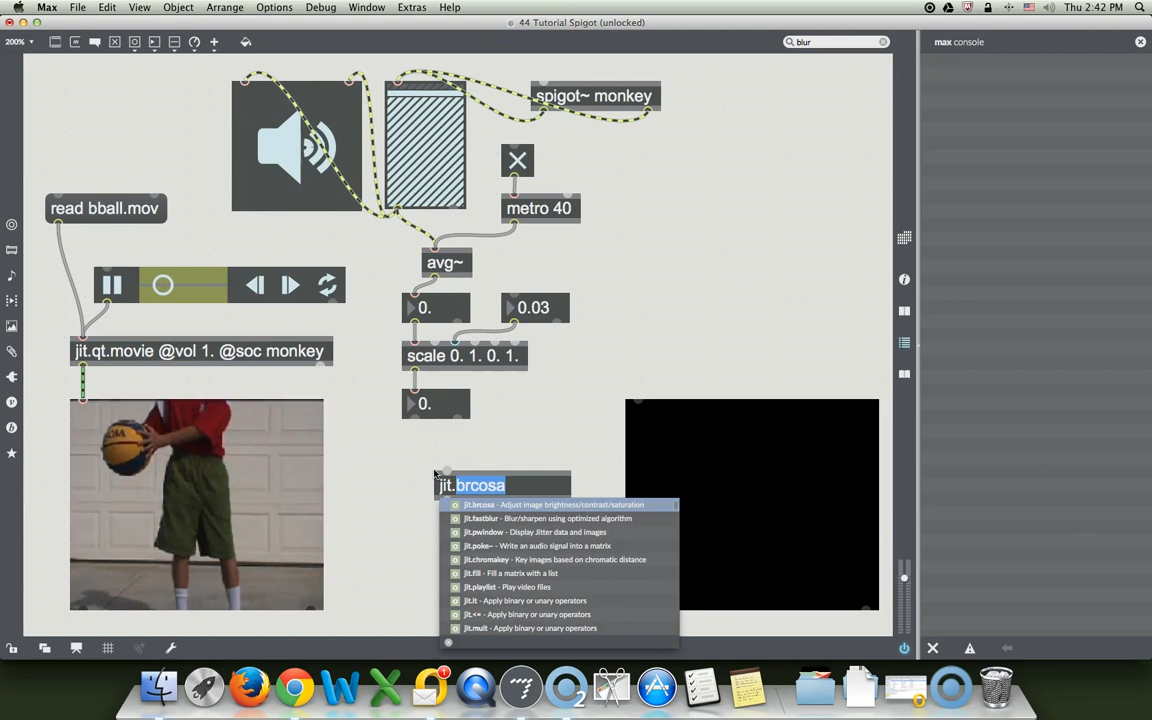 Max File Edit View Object Arrange Options Debug Window Extras Help Thu 2:42 PM
44 Tutorial Spigot (unlocked)
200% blur max console
spigot~ monkey
read bball.mov
metro 40
avg~
0. 0.03
jit.qt.movie @vol 1. @soc monkey
scale 0. 1. 0. 1.
0.
jit.brcosa
jit.brcosa - Adjust image brightness/contrast/saturation
jit.fastblur - Blur/sharpen using optimized algorithm
jit.pwindow - Display Jitter data and images
jit.poke~ - Write an audio signal into a matrix
jit.chromakey - Key images based on chromatic distance
jit.fill - Fill a matrix with a list
jit.playlist - Play video files
jit.lt - Apply binary or unary operators
jit.<= - Apply binary or unary operators
jit.mult - Apply binary or unary operators
1
2